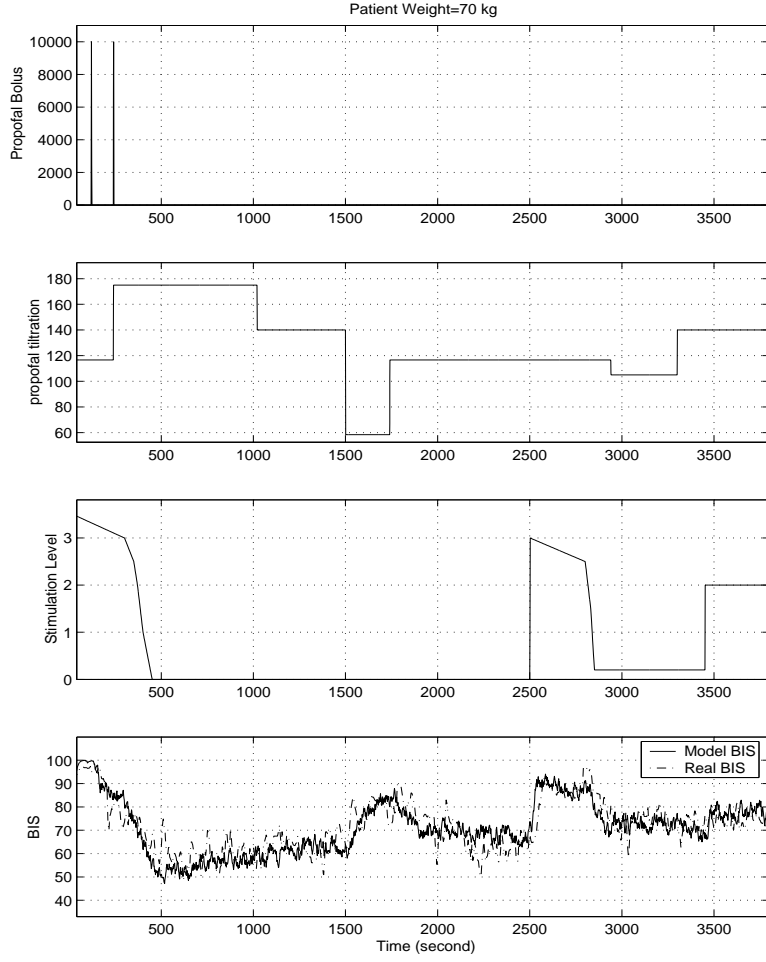 Patient Weight=70 kg
Propofal Bolus
10000
8000
6000
4000
2000
0
500 1000 1500 2000 2500 3000 3500
propofal tiltration
180
160
140
120
100
80
60
500 1000 1500 2000 2500 3000 3500
Stimulation Level
3
2
1
0
500 1000 1500 2000 2500 3000 3500
BIS
100
90
80
70
60
50
40
Model BIS
Real BIS
500 1000 1500 2000 2500 3000 3500
Time (second)